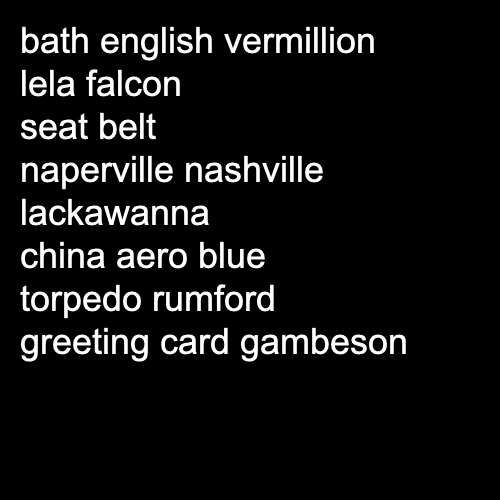 bath english vermillion
lela falcon
seat belt
naperville nashville
lackawanna
china aero blue
torpedo rumford
greeting card gambeson